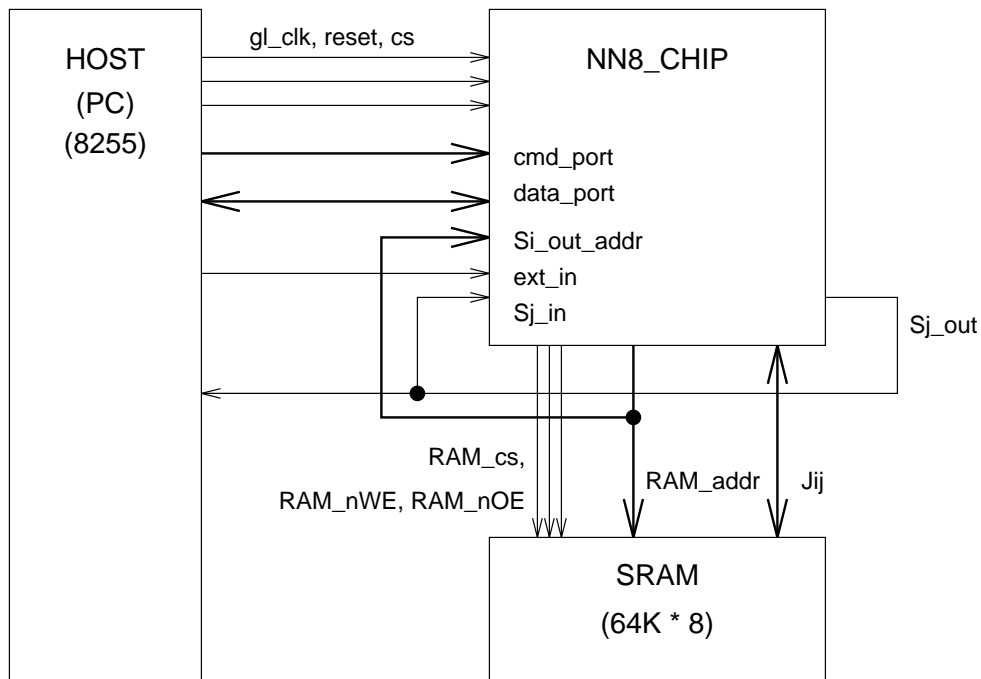 gl_clk, reset, cs
HOST
(PC)
(8255)
NN8_CHIP
cmd_port
data_port
Si_out_addr
ext_in
Sj_in
Sj_out
RAM_cs,
RAM_nWE, RAM_nOE
RAM_addr
Jij
SRAM
(64K * 8)